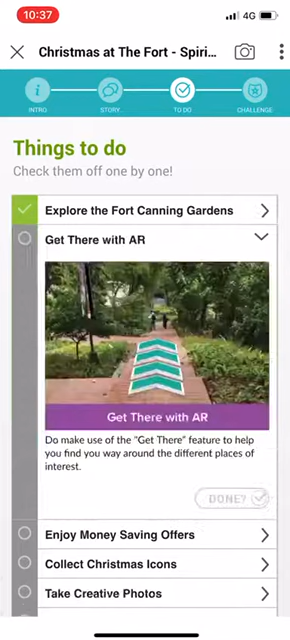 10:37
4G
Christmas at The Fort - Spiri...
INTRO
STORY
TO DO
CHALLENGE
Things to do
Check them off one by one!
Explore the Fort Canning Gardens
Get There with AR
Get There with AR
Do make use of the "Get There" feature to help
you find you way around the different places of
interest.
DONE?
Enjoy Money Saving Offers
Collect Christmas Icons
Take Creative Photos